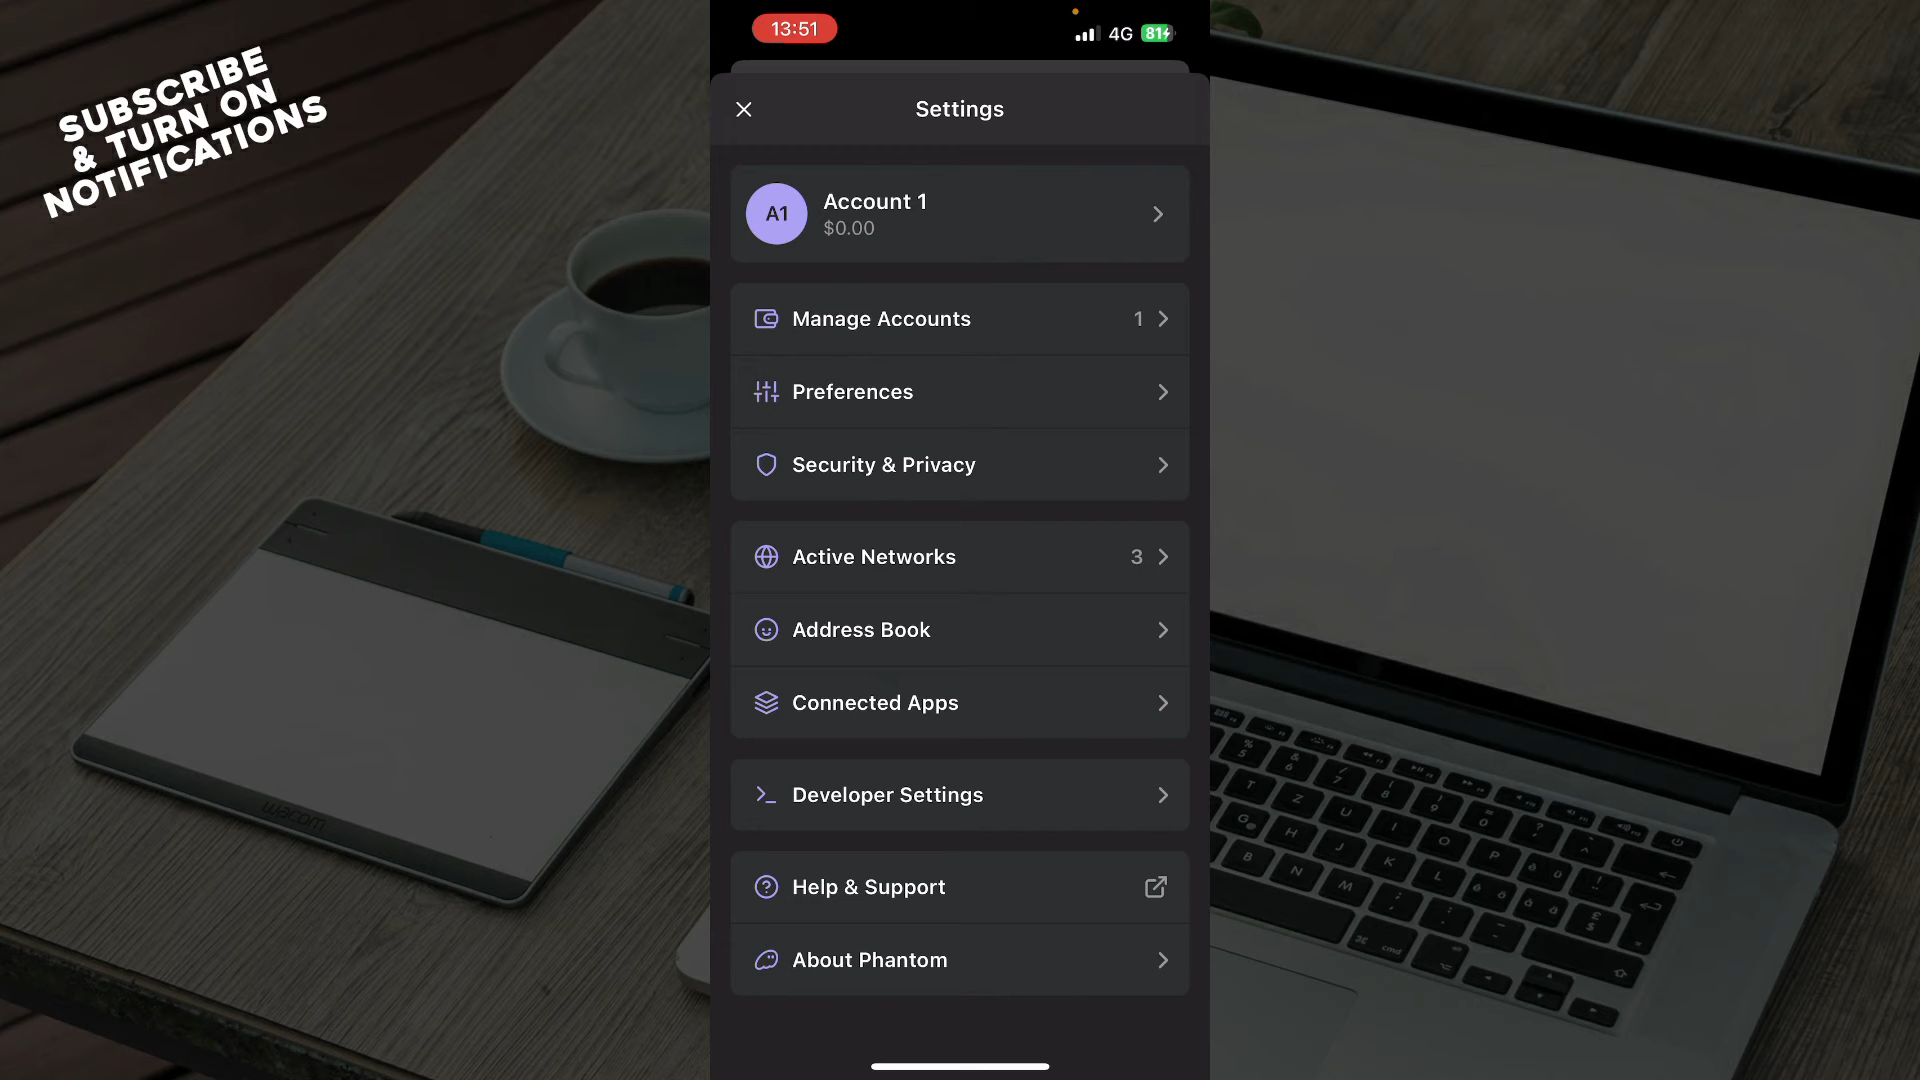 SUBSCRIBE
& TURN ON
NOTIFICATIONS
13:51
4G 81
Settings
A1
Account 1
$0.00
Manage Accounts 1
Preferences
Security & Privacy
Active Networks 3
Address Book
Connected Apps
Developer Settings
Help & Support
About Phantom
wacom